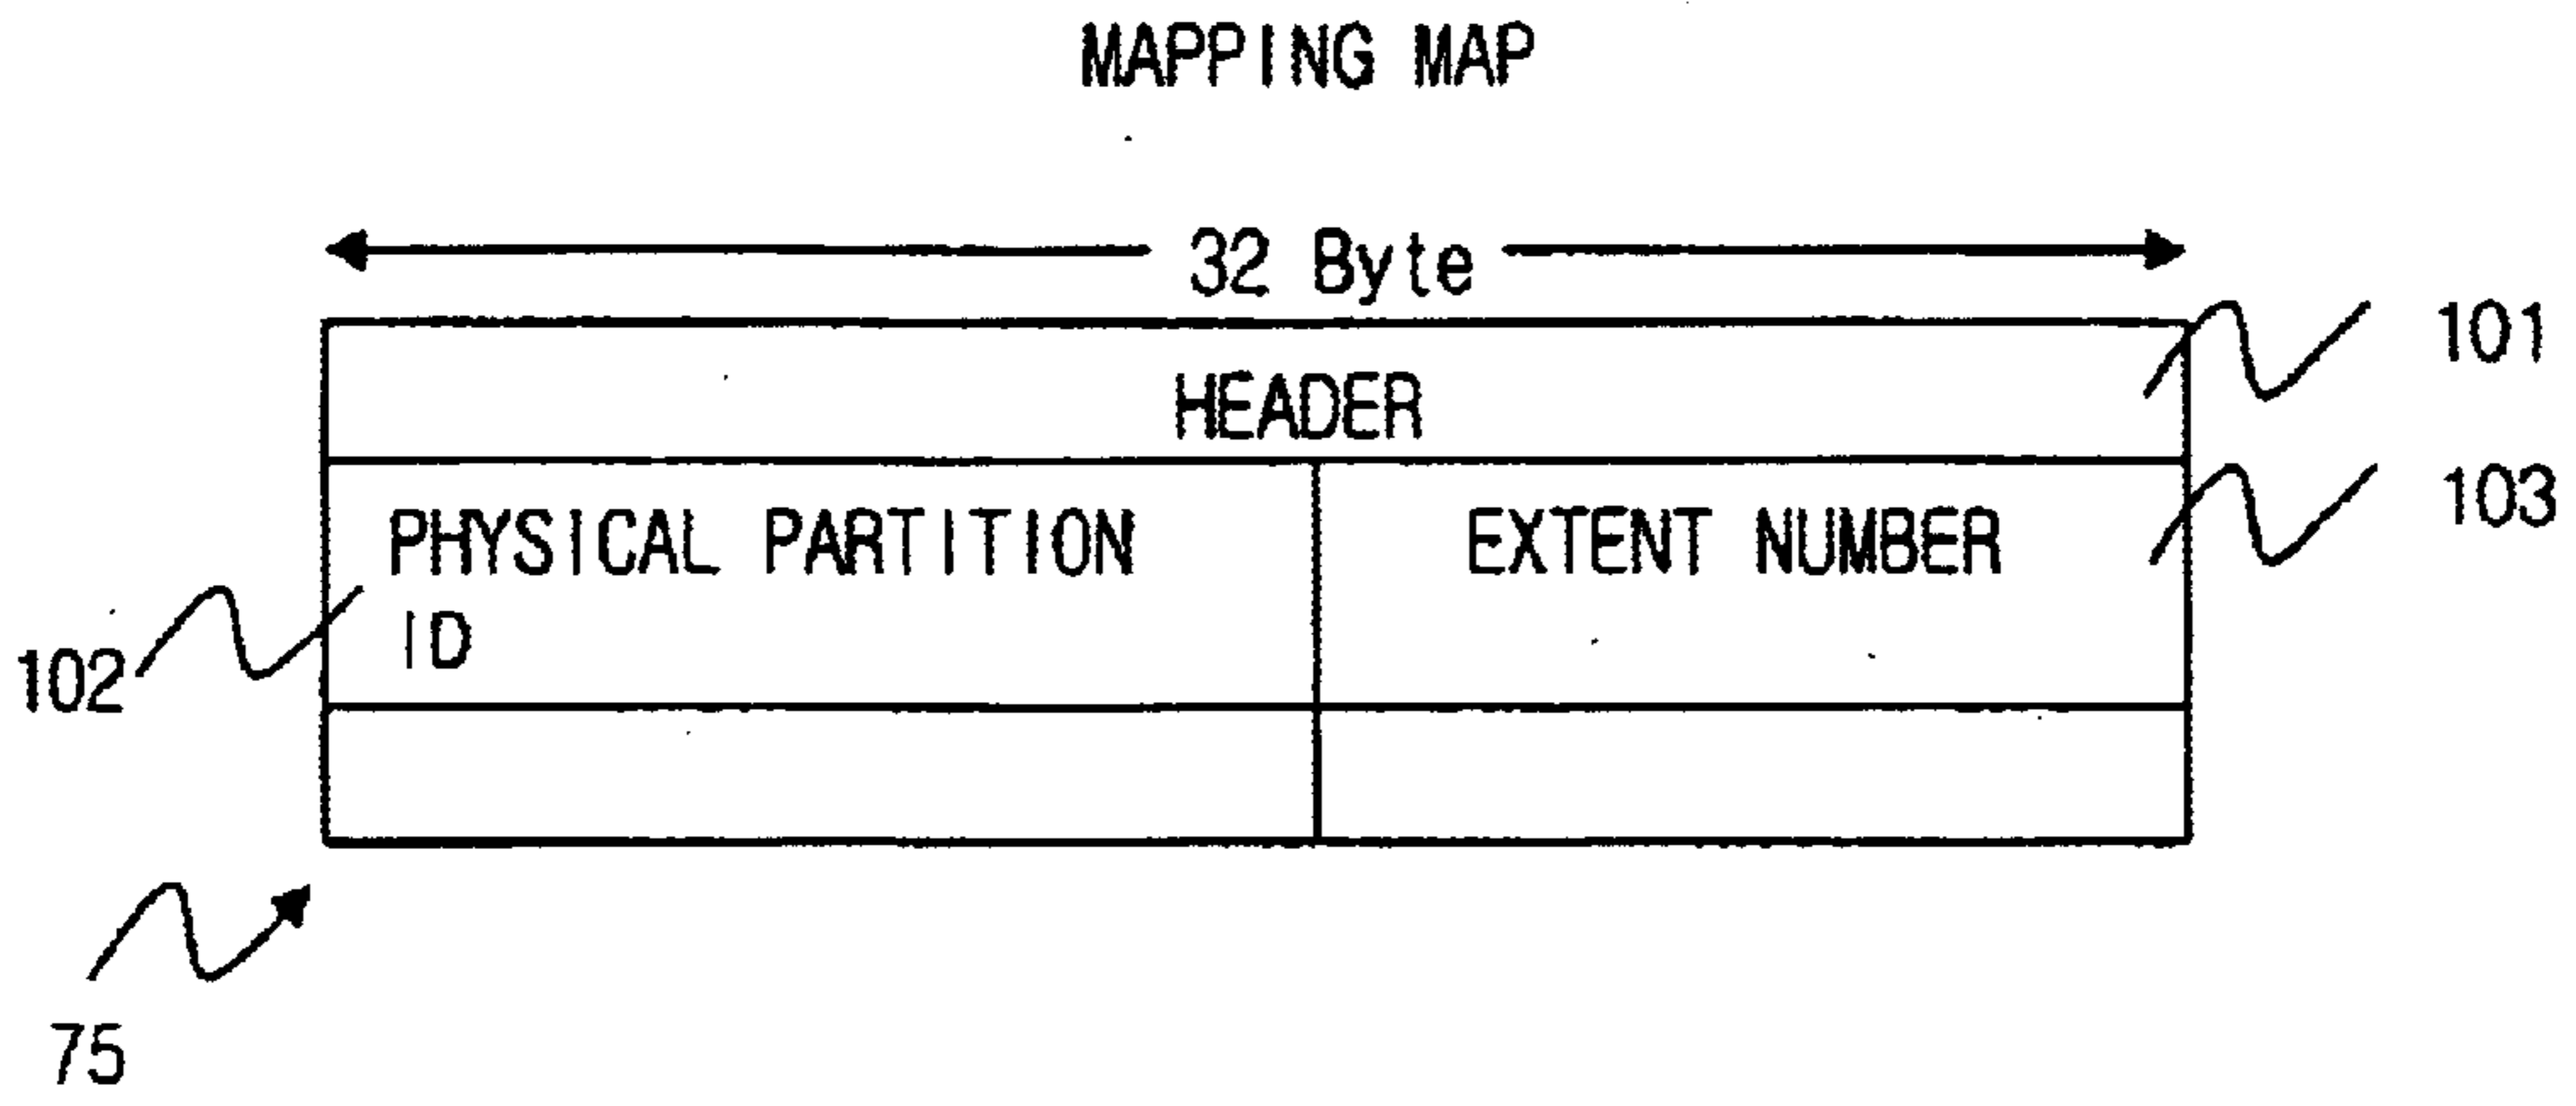 MAPPING MAP
32 Byte
101
HEADER
103
PHYSICAL PARTITION
ID
EXTENT NUMBER
102
75